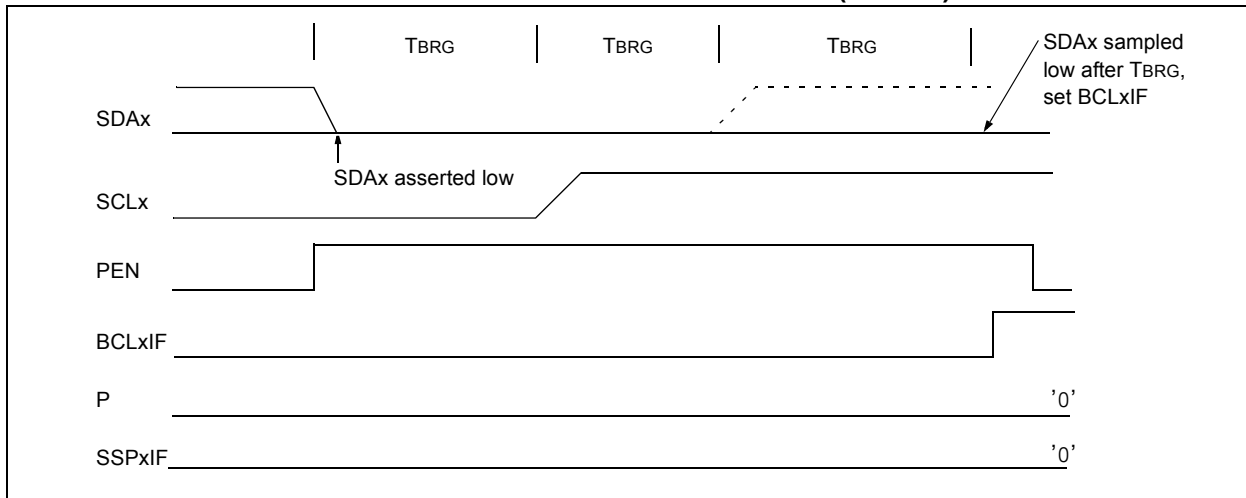 TBRG TBRG TBRG
SDAx sampled
low after TBRG,
set BCLxIF
SDAx
SDAx asserted low
SCLx
PEN
BCLxIF
P '0'
SSPxIF '0'